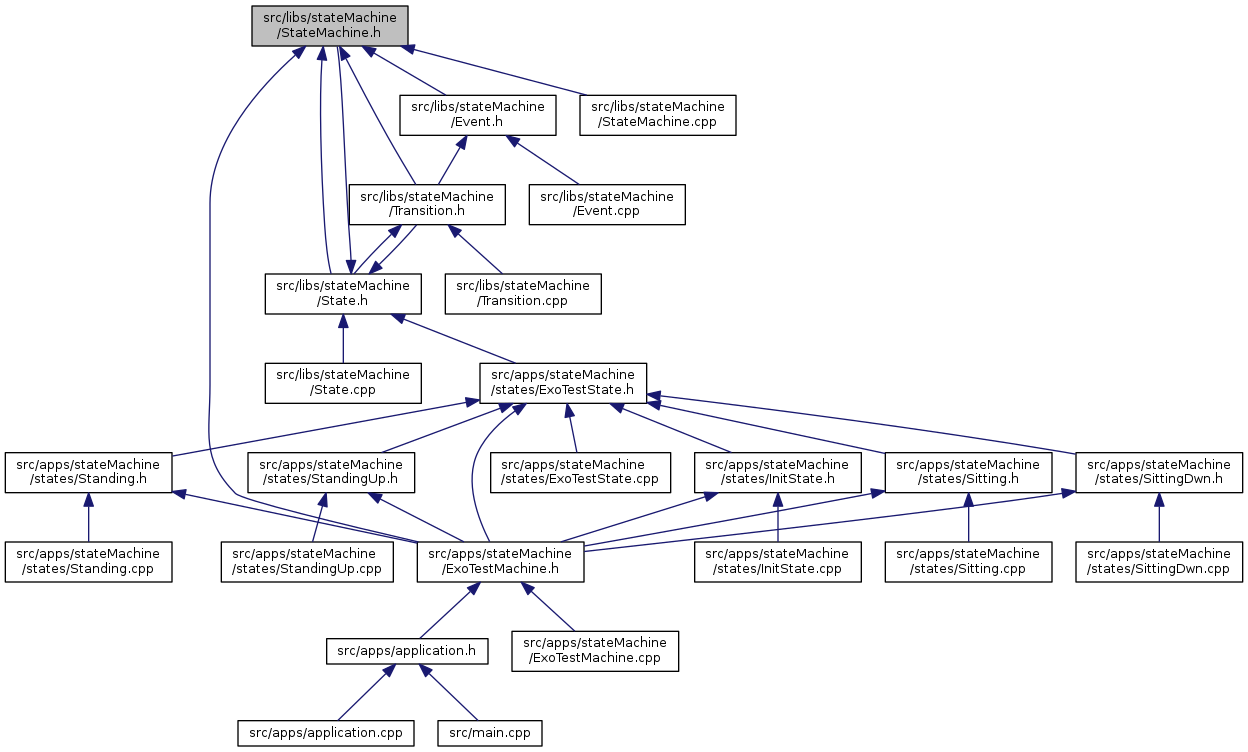 src/libs/stateMachine
/StateMachine.h
src/libs/stateMachine
/Event.h
src/libs/stateMachine
/StateMachine.cpp
src/libs/stateMachine
/Transition.h
src/libs/stateMachine
/Event.cpp
src/libs/stateMachine
/State.h
src/libs/stateMachine
/Transition.cpp
src/libs/stateMachine
/State.cpp
src/apps/stateMachine
/states/ExoTestState.h
src/apps/stateMachine
/states/Standing.h
src/apps/stateMachine
/states/StandingUp.h
src/apps/stateMachine
/states/ExoTestState.cpp
src/apps/stateMachine
/states/InitState.h
src/apps/stateMachine
/states/Sitting.h
src/apps/stateMachine
/states/SittingDwn.h
src/apps/stateMachine
/states/Standing.cpp
src/apps/stateMachine
/states/StandingUp.cpp
src/apps/stateMachine
/ExoTestMachine.h
src/apps/stateMachine
/states/InitState.cpp
src/apps/stateMachine
/states/Sitting.cpp
src/apps/stateMachine
/states/SittingDwn.cpp
src/apps/application.h
src/apps/stateMachine
/ExoTestMachine.cpp
src/apps/application.cpp
src/main.cpp